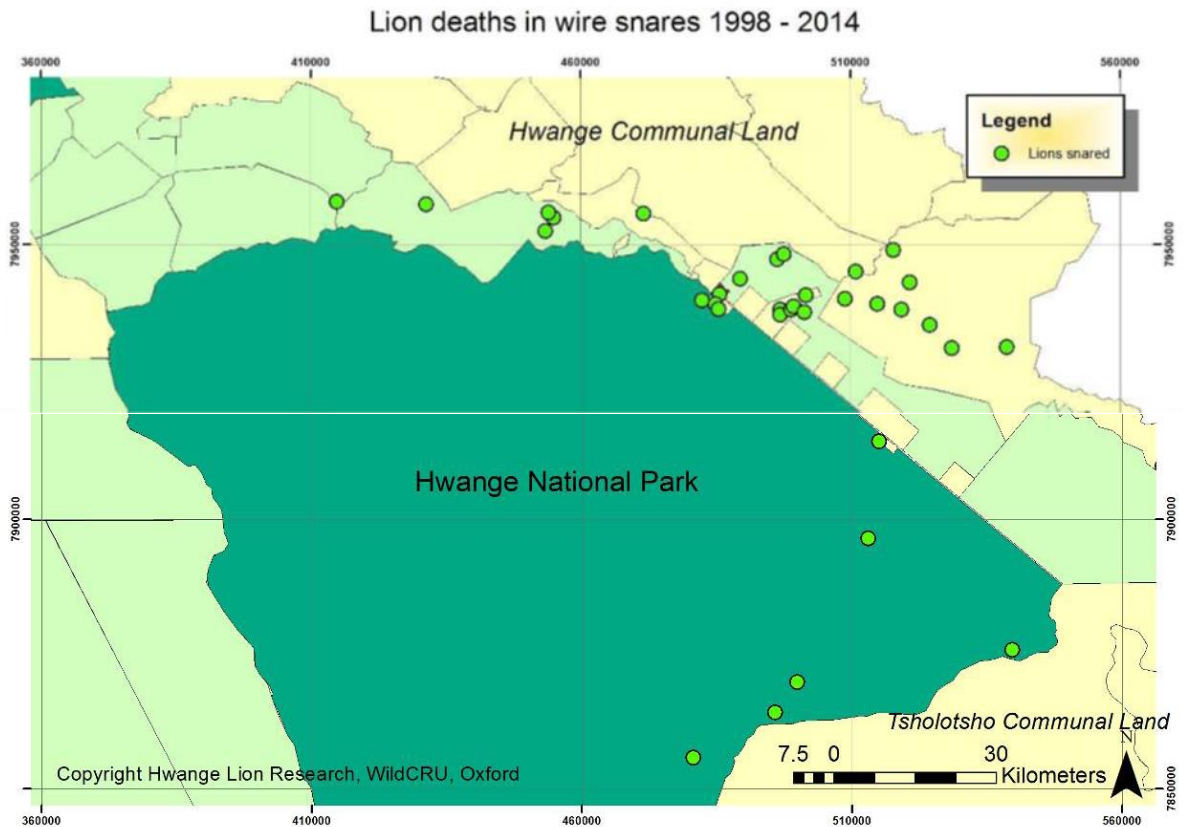 Lion deaths in wire snares 1998 - 2014
360000 410000 460000 510000 560000
Hwange Communal Land
Legend
Lions snared
7950000 7950000
Hwange National Park
7900000 7900000
Tsholotsho Communal Land
N
7.5 0 30
Kilometers
Copyright Hwange Lion Research, WildCRU, Oxford
7850000
360000 410000 460000 510000 560000